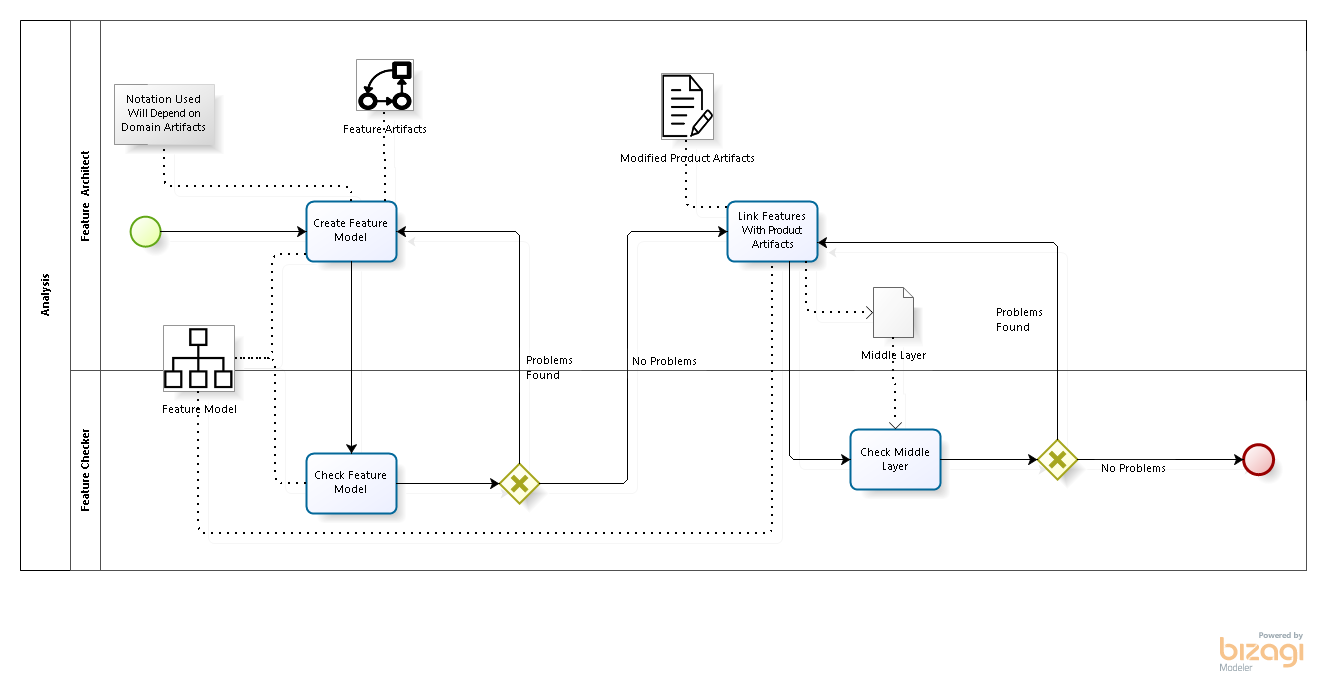 Analysis
Feature Architect
Feature Checker
Notation Used
Will Depend on
Domain Artifacts
Feature Artifacts
Modified Product Artifacts
Create Feature
Model
Link Features
With Product
Artifacts
Problems
Found
Middle Layer
Problems
Found
No Problems
Feature Model
Check Feature
Model
Check Middle
Layer
No Problems
Powered by
bizagi
Modeler